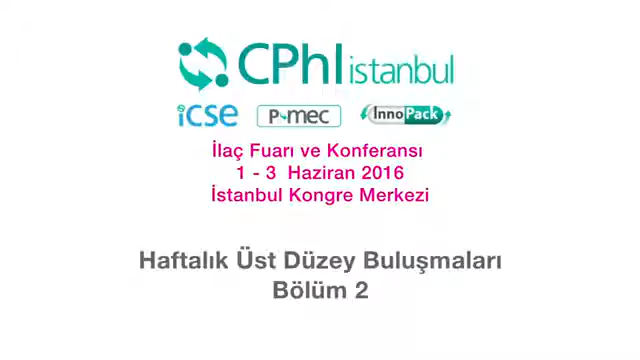 CPhI istanbul
icse P-mec InnoPack
İlaç Fuarı ve Konferansı
1 - 3 Haziran 2016
İstanbul Kongre Merkezi
Haftalık Üst Düzey Buluşmaları
Bölüm 2